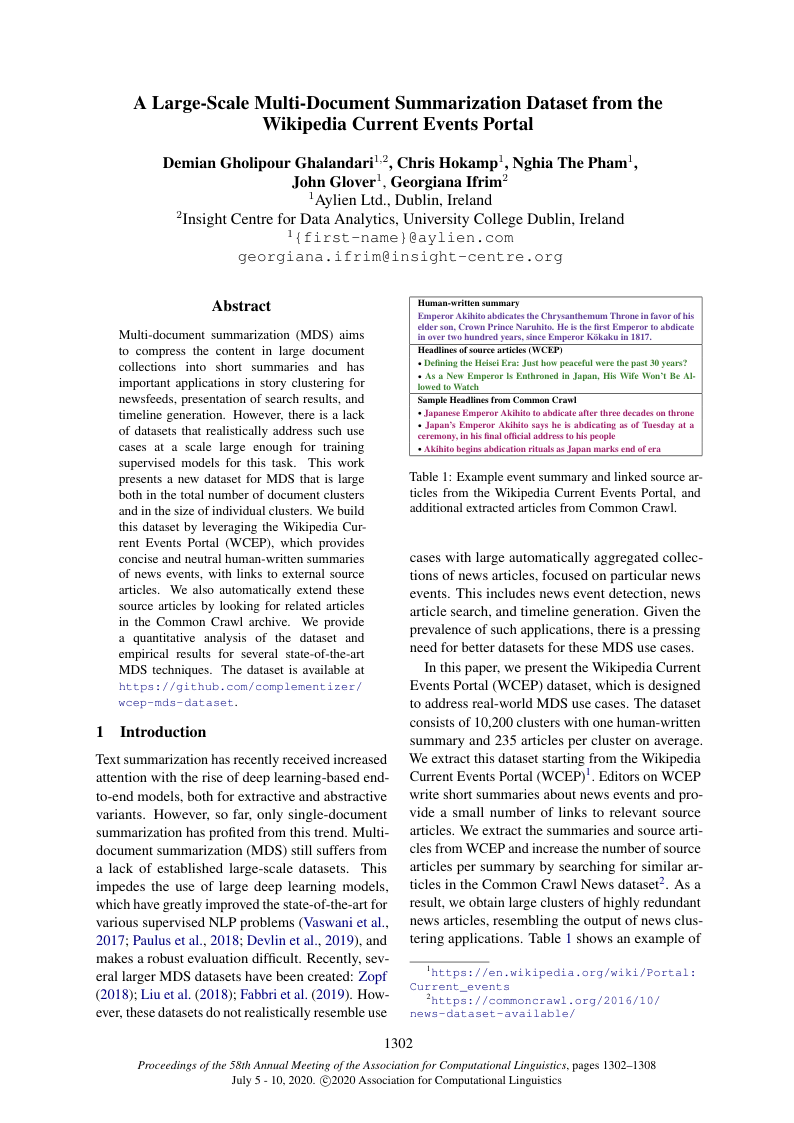 A Large-Scale Multi-Document Summarization Dataset from the
Wikipedia Current Events Portal
Demian Gholipour Ghalandari1,2, Chris Hokamp1, Nghia The Pham1,
John Glover1, Georgiana Ifrim2
1Aylien Ltd., Dublin, Ireland
2Insight Centre for Data Analytics, University College Dublin, Ireland
1{first-name}@aylien.com
georgiana.ifrim@insight-centre.org
Abstract
Multi-document summarization (MDS) aims
to compress the content in large document
collections into short summaries and has
important applications in story clustering for
newsfeeds, presentation of search results, and
timeline generation. However, there is a lack
of datasets that realistically address such use
cases at a scale large enough for training
supervised models for this task. This work
presents a new dataset for MDS that is large
both in the total number of document clusters
and in the size of individual clusters. We build
this dataset by leveraging the Wikipedia Cur-
rent Events Portal (WCEP), which provides
concise and neutral human-written summaries
of news events, with links to external source
articles. We also automatically extend these
source articles by looking for related articles
in the Common Crawl archive. We provide
a quantitative analysis of the dataset and
empirical results for several state-of-the-art
MDS techniques. The dataset is available at
https://github.com/complementizer/
wcep-mds-dataset.
1 Introduction
Text summarization has recently received increased
attention with the rise of deep learning-based end-
to-end models, both for extractive and abstractive
variants. However, so far, only single-document
summarization has profited from this trend. Multi-
document summarization (MDS) still suffers from
a lack of established large-scale datasets. This
impedes the use of large deep learning models,
which have greatly improved the state-of-the-art for
various supervised NLP problems (Vaswani et al.,
2017; Paulus et al., 2018; Devlin et al., 2019), and
makes a robust evaluation difficult. Recently, sev-
eral larger MDS datasets have been created: Zopf
(2018); Liu et al. (2018); Fabbri et al. (2019). How-
ever, these datasets do not realistically resemble use
Human-written summary
Emperor Akihito abdicates the Chrysanthemum Throne in favor of his
elder son, Crown Prince Naruhito. He is the first Emperor to abdicate
in over two hundred years, since Emperor Kōkaku in 1817.
Headlines of source articles (WCEP)
• Defining the Heisei Era: Just how peaceful were the past 30 years?
• As a New Emperor Is Enthroned in Japan, His Wife Won't Be Al-
lowed to Watch
Sample Headlines from Common Crawl
• Japanese Emperor Akihito to abdicate after three decades on throne
• Japan's Emperor Akihito says he is abdicating as of Tuesday at a
ceremony, in his final official address to his people
• Akihito begins abdication rituals as Japan marks end of era
Table 1: Example event summary and linked source ar-
ticles from the Wikipedia Current Events Portal, and
additional extracted articles from Common Crawl.
cases with large automatically aggregated collec-
tions of news articles, focused on particular news
events. This includes news event detection, news
article search, and timeline generation. Given the
prevalence of such applications, there is a pressing
need for better datasets for these MDS use cases.
In this paper, we present the Wikipedia Current
Events Portal (WCEP) dataset, which is designed
to address real-world MDS use cases. The dataset
consists of 10,200 clusters with one human-written
summary and 235 articles per cluster on average.
We extract this dataset starting from the Wikipedia
Current Events Portal (WCEP)1. Editors on WCEP
write short summaries about news events and pro-
vide a small number of links to relevant source
articles. We extract the summaries and source arti-
cles from WCEP and increase the number of source
articles per summary by searching for similar ar-
ticles in the Common Crawl News dataset2. As a
result, we obtain large clusters of highly redundant
news articles, resembling the output of news clus-
tering applications. Table 1 shows an example of
1https://en.wikipedia.org/wiki/Portal:
Current_events
2https://commoncrawl.org/2016/10/
news-dataset-available/
1302
Proceedings of the 58th Annual Meeting of the Association for Computational Linguistics, pages 1302–1308
July 5 - 10, 2020. ©2020 Association for Computational Linguistics